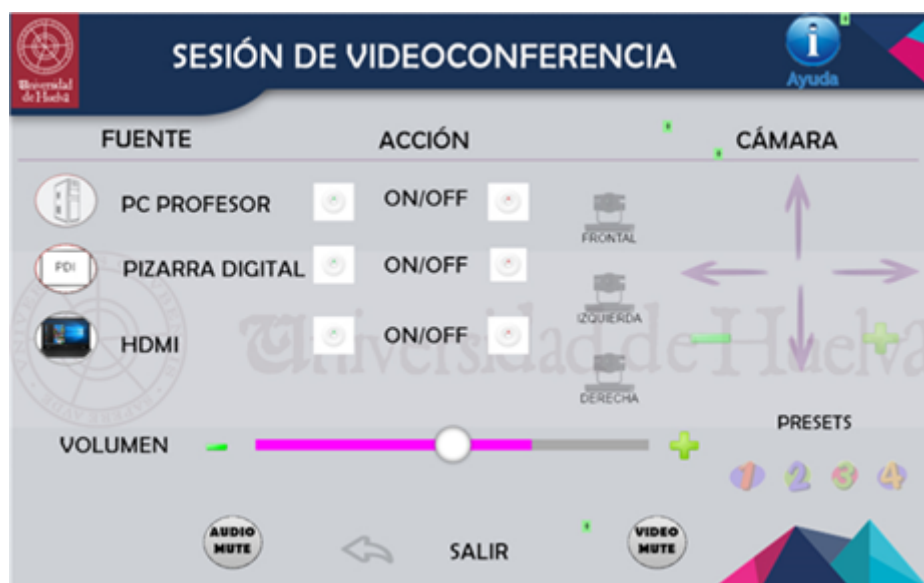 SESIÓN DE VIDEOCONFERENCIA
Universidad
de Huelva
Ayuda
FUENTE
ACCIÓN
CÁMARA
PC PROFESOR
ON/OFF
FRONTAL
PDI
PIZARRA DIGITAL
ON/OFF
IZQUIERDA
HDMI
ON/OFF
Universidad de Huelva
DERECHA
PRESETS
VOLUMEN
1 2 3 4
AUDIO
MUTE
SALIR
VIDEO
MUTE